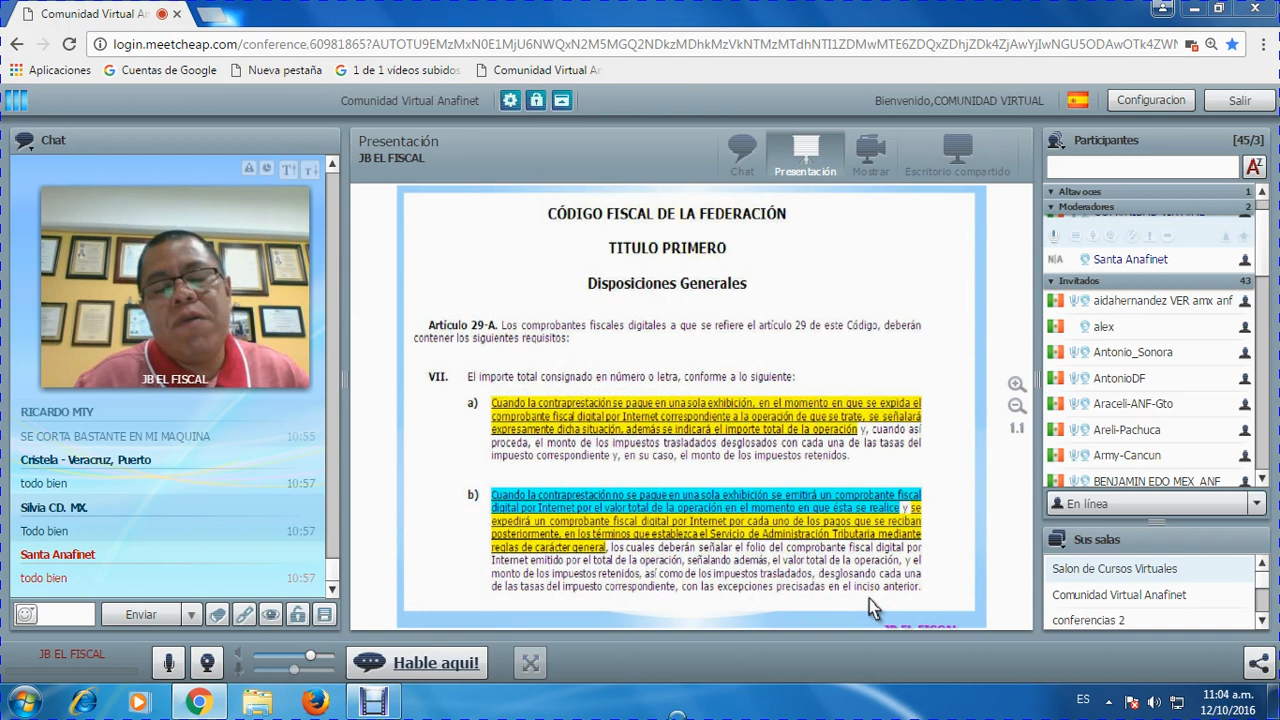 Comunidad Virtual Anafin
login.meetcheap.com/conference,60981865?AUTOTU9EMzMxN0E1MjU6NWQxN2M5MGQ2NDkzMDhkMzVkNTMzMTdhNTI1ZDMwMTE6ZDQxZDhjZDk4ZjAwYjIwNGU5ODAwOTk4ZWN
Aplicaciones
Cuentas de Google
Nueva pestaña
1 de 1 vídeos subidos
Comunidad Virtual An
Comunidad Virtual Anafinet
Bienvenido,COMUNIDAD VIRTUAL
Configuracion
Salir
Chat
JB EL FISCAL
RICARDO MTY
SE CORTA BASTANTE EN MI MAQUINA 10:55
Cristela - Veracruz, Puerto
todo bien 10:57
Silvia CD. MX.
Todo bien 10:57
Santa Anafinet
todo bien 10:57
Enviar
Presentación
JB EL FISCAL
Chat
Presentación
Mostrar
Escritorio compartido
CÓDIGO FISCAL DE LA FEDERACIÓN
TITULO PRIMERO
Disposiciones Generales
Artículo 29-A. Los comprobantes fiscales digitales a que se refiere el artículo 29 de este Código, deberán
contener los siguientes requisitos:
VII. El importe total consignado en número o letra, conforme a lo siguiente:
a) Cuando la contraprestación se pague en una sola exhibición, en el momento en que se expida el
comprobante fiscal digital por Internet correspondiente a la operación de que se trate, se señalará
expresamente dicha situación, además se indicará el importe total de la operación y, cuando así
proceda, el monto de los impuestos trasladados desglosados con cada una de las tasas del
impuesto correspondiente y, en su caso, el monto de los impuestos retenidos.
b) Cuando la contraprestación no se pague en una sola exhibición se emitirá un comprobante fiscal
digital por Internet por el valor total de la operación en el momento en que ésta se realice y se
expedirá un comprobante fiscal digital por Internet por cada uno de los pagos que se reciban
posteriormente, en los términos que establezca el Servicio de Administración Tributaria mediante
reglas de carácter general, los cuales deberán señalar el folio del comprobante fiscal digital por
Internet emitido por el total de la operación, señalando además, el valor total de la operación, y el
monto de los impuestos retenidos, así como de los impuestos trasladados, desglosando cada una
de las tasas del impuesto correspondiente, con las excepciones precisadas en el inciso anterior.
JB EL FISCAL
1.1
Participantes
[45/3]
AZ
Altavoces 1
Moderadores 2
COMUNIDAD VIRTUAL
N/A Santa Anafinet
Invitados 43
aidahernandez VER amx anf
alex
Antonio_Sonora
AntonioDF
Araceli-ANF-Gto
Areli-Pachuca
Army-Cancun
BENJAMIN EDO MEX ANF
En línea
Sus salas
Salon de Cursos Virtuales
Comunidad Virtual Anafinet
conferencias 2
JB EL FISCAL
Hable aqui!
ES
11:04 a.m.
12/10/2016